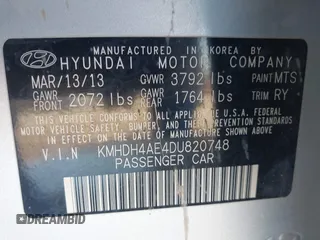 MANUFACTURED IN KOREA BY
HYUNDAI MOTOR COMPANY
MAR/13/13 GVWR 3792 lbs PAINT MTS
GAWR FRONT 2072 lbs GAWR REAR 1764 lbs TRIM RY
THIS VEHICLE CONFORMS TO ALL APPLICABLE U.S.A. FEDERAL
MOTOR VEHICLE SAFETY, BUMPER, AND THEFT PREVENTION
STANDARDS IN EFFECT ON THE DATE OF MANUFACTURE SHOWN ABOVE.
V.I.N KMHDH4AE4DU820748
PASSENGER CAR
DREAMBID